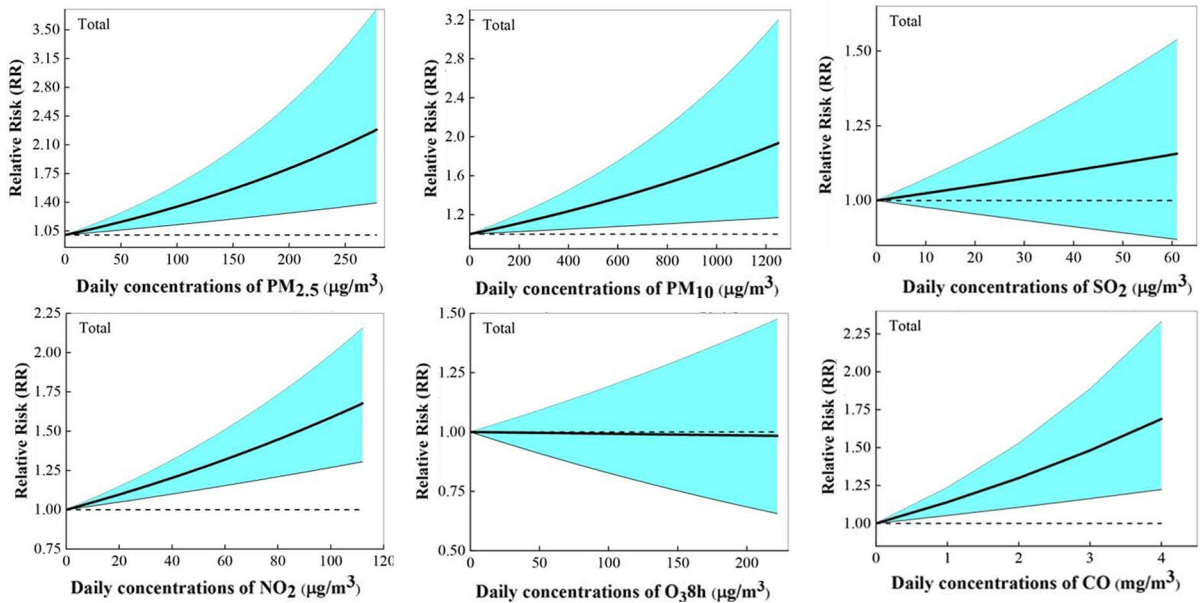 Total
Relative Risk (RR)
3.50
3.15
2.80
2.45
2.10
1.75
1.40
1.05
0 50 100 150 200 250
Daily concentrations of PM2.5 (μg/m³)
Total
Relative Risk (RR)
3.2
2.8
2.4
2.0
1.6
1.2
0 200 400 600 800 1000 1200
Daily concentrations of PM10 (μg/m³)
Total
Relative Risk (RR)
1.50
1.25
1.00
0 10 20 30 40 50 60
Daily concentrations of SO2 (μg/m³)
Total
Relative Risk (RR)
2.25
2.00
1.75
1.50
1.25
1.00
0.75
0 20 40 60 80 100 120
Daily concentrations of NO2 (μg/m³)
Total
Relative Risk (RR)
1.50
1.25
1.00
0.75
0.50
0 50 100 150 200
Daily concentrations of O38h (μg/m³)
Total
Relative Risk (RR)
2.25
2.00
1.75
1.50
1.25
1.00
0 1 2 3 4
Daily concentrations of CO (mg/m³)